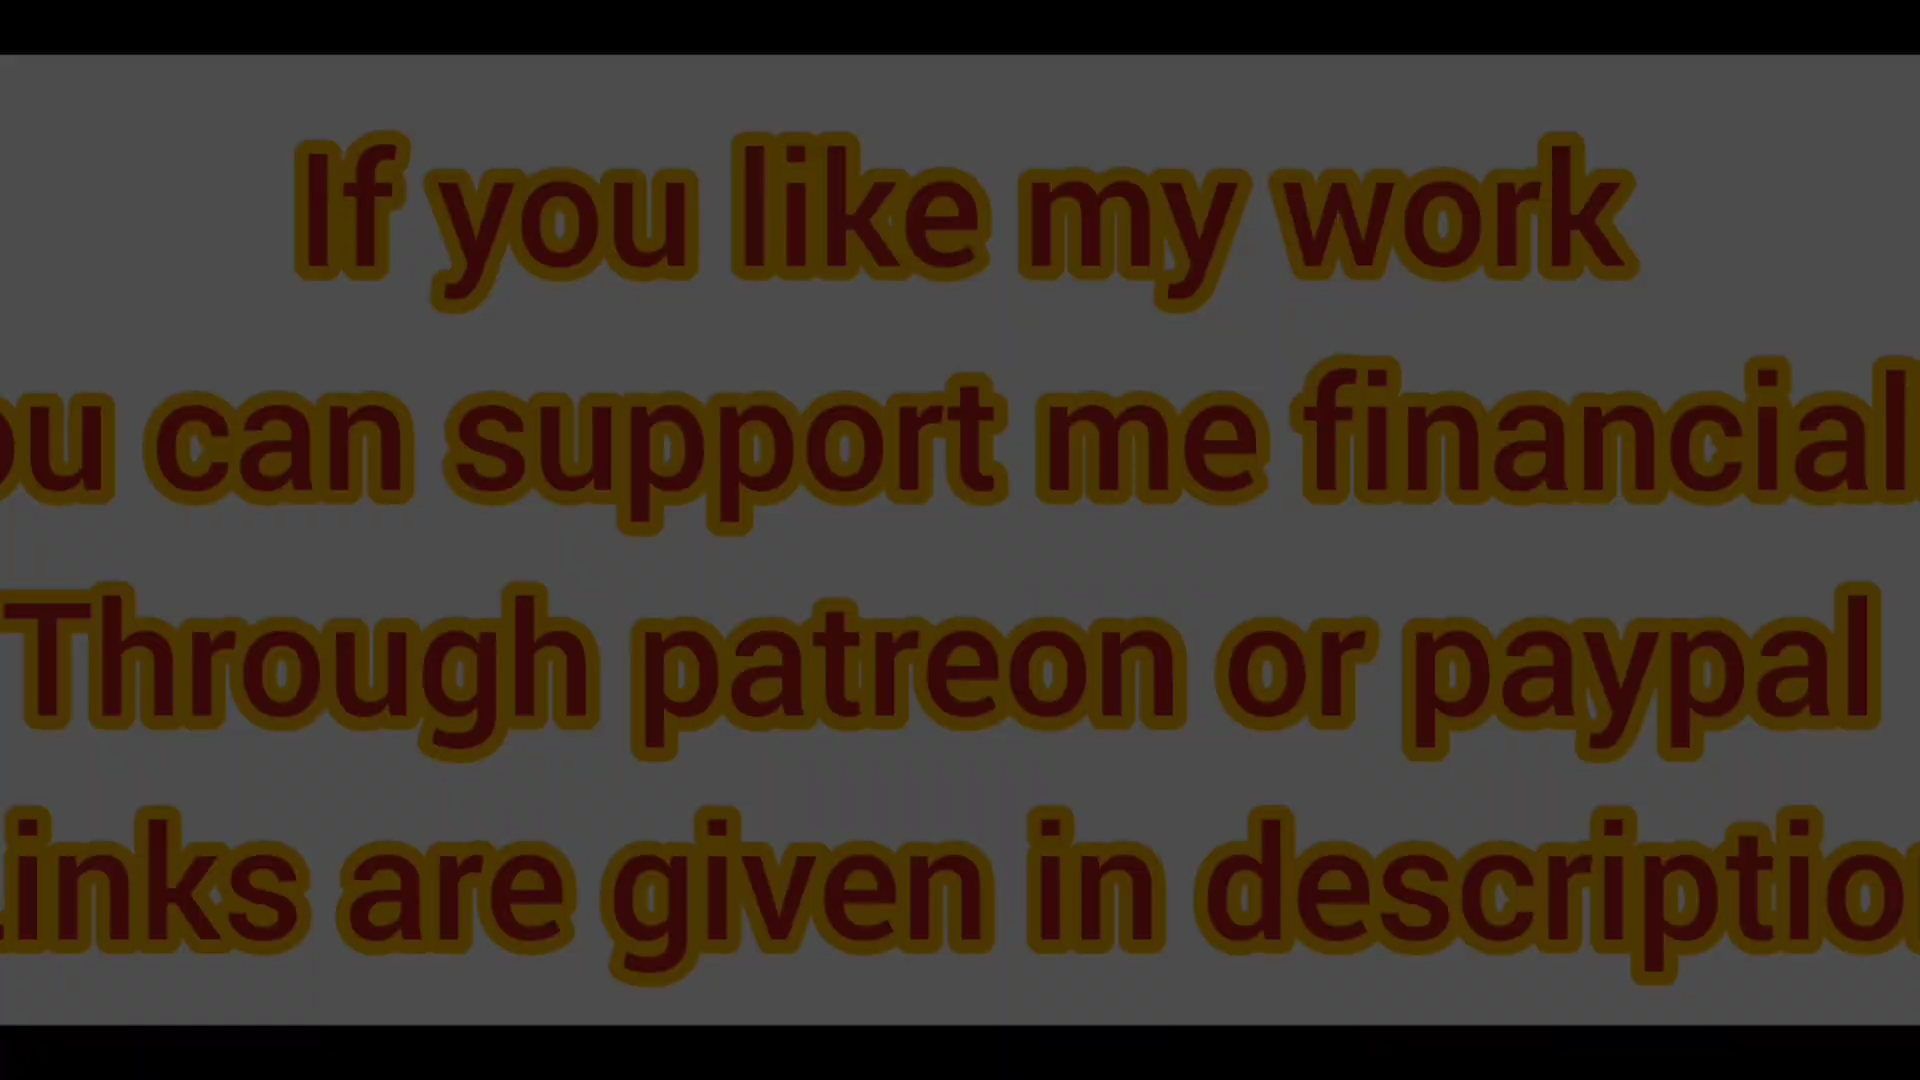 If you like my work
ou can support me financial
Through patreon or paypal
inks are given in descriptio